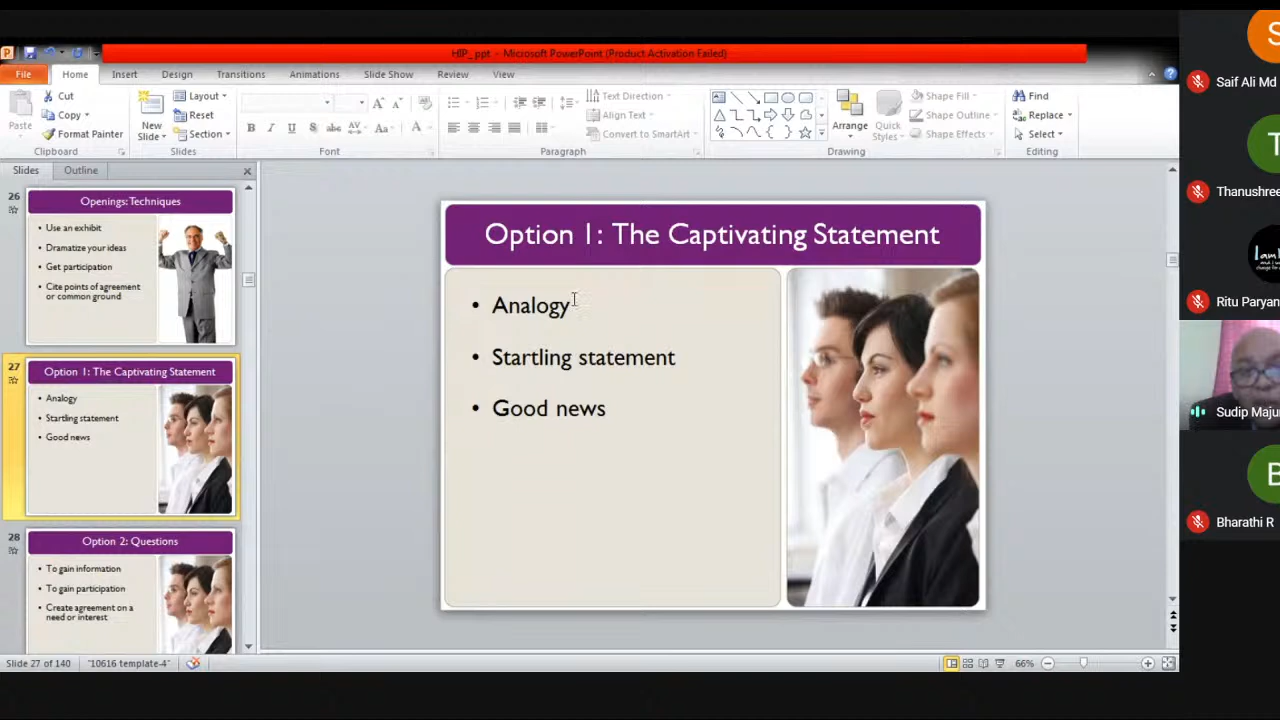 HIP_ppt - Microsoft PowerPoint (Product Activation Failed)
File Home Insert Design Transitions Animations Slide Show Review View
Paste
Cut
Copy
Format Painter
Clipboard
New
Slide
Layout
Reset
Section
Slides
Font
Text Direction
Align Text
Convert to SmartArt
Paragraph
Arrange
Quick
Styles
Shape Fill
Shape Outline
Shape Effects
Drawing
Find
Replace
Select
Editing
Slides Outline
26
Openings: Techniques
• Use an exhibit
• Dramatize your ideas
• Get participation
• Cite points of agreement
or common ground
27
Option 1: The Captivating Statement
• Analogy
• Startling statement
• Good news
28
Option 2: Questions
• To gain information
• To gain participation
• Create agreement on a
need or interest
Option 1: The Captivating Statement
• Analogy
• Startling statement
• Good news
Slide 27 of 140
"10616 template-4"
66%
S
Saif Ali Md
T
Thanushree
I am
Ritu Paryan
Sudip Majur
B
Bharathi R